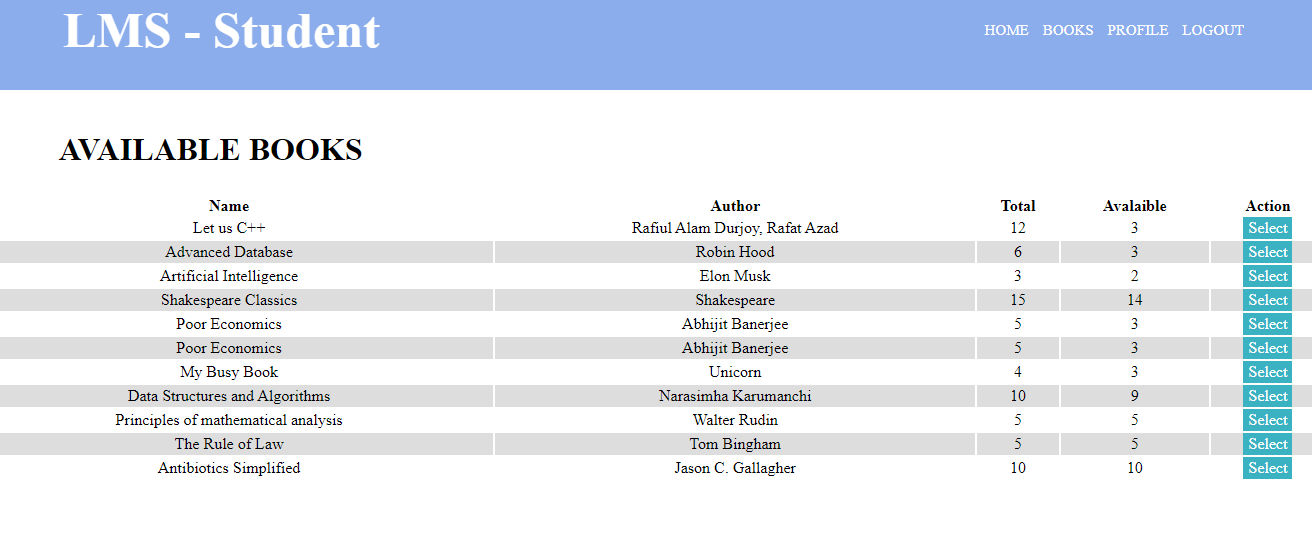 LMS - Student
HOME BOOKS PROFILE LOGOUT
AVAILABLE BOOKS
Name Author Total Avalaible Action
Let us C++ Rafiul Alam Durjoy, Rafat Azad 12 3 Select
Advanced Database Robin Hood 6 3 Select
Artificial Intelligence Elon Musk 3 2 Select
Shakespeare Classics Shakespeare 15 14 Select
Poor Economics Abhijit Banerjee 5 3 Select
Poor Economics Abhijit Banerjee 5 3 Select
My Busy Book Unicorn 4 3 Select
Data Structures and Algorithms Narasimha Karumanchi 10 9 Select
Principles of mathematical analysis Walter Rudin 5 5 Select
The Rule of Law Tom Bingham 5 5 Select
Antibiotics Simplified Jason C. Gallagher 10 10 Select